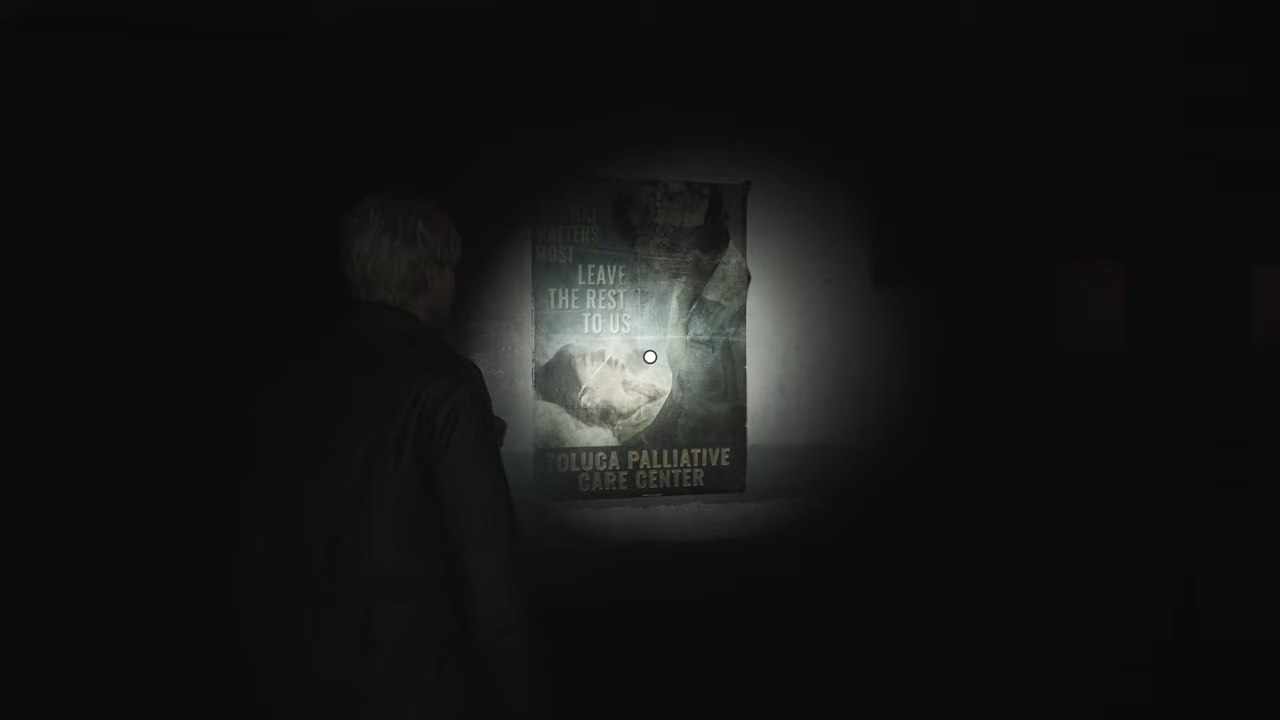 MATTERS
MOST
LEAVE
THE REST
TO US
TOLUCA PALLIATIVE
CARE CENTER